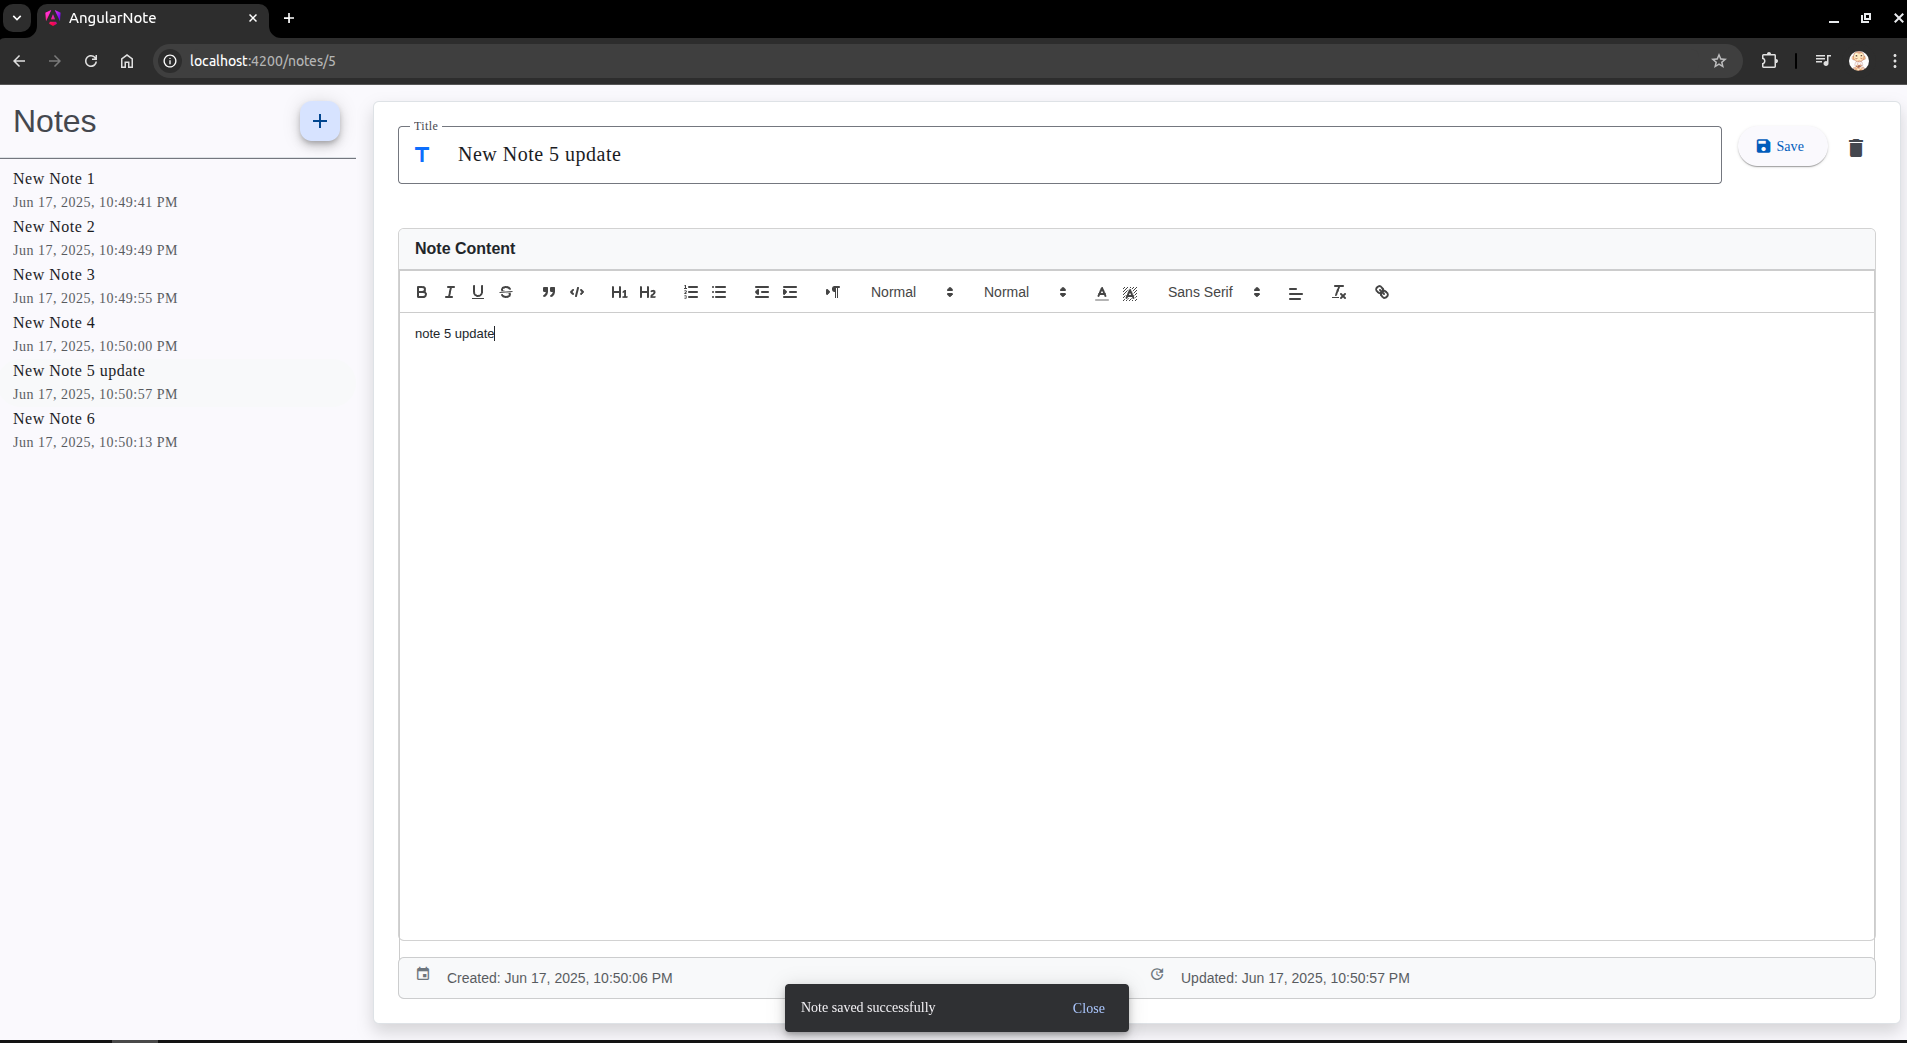 AngularNote
localhost:4200/notes/5
Notes
New Note 1
Jun 17, 2025, 10:49:41 PM
New Note 2
Jun 17, 2025, 10:49:49 PM
New Note 3
Jun 17, 2025, 10:49:55 PM
New Note 4
Jun 17, 2025, 10:50:00 PM
New Note 5 update
Jun 17, 2025, 10:50:57 PM
New Note 6
Jun 17, 2025, 10:50:13 PM
Title
New Note 5 update
Save
Note Content
B I U S H1 H2 Normal Normal A A Sans Serif
note 5 update
Created: Jun 17, 2025, 10:50:06 PM
Updated: Jun 17, 2025, 10:50:57 PM
Note saved successfully Close